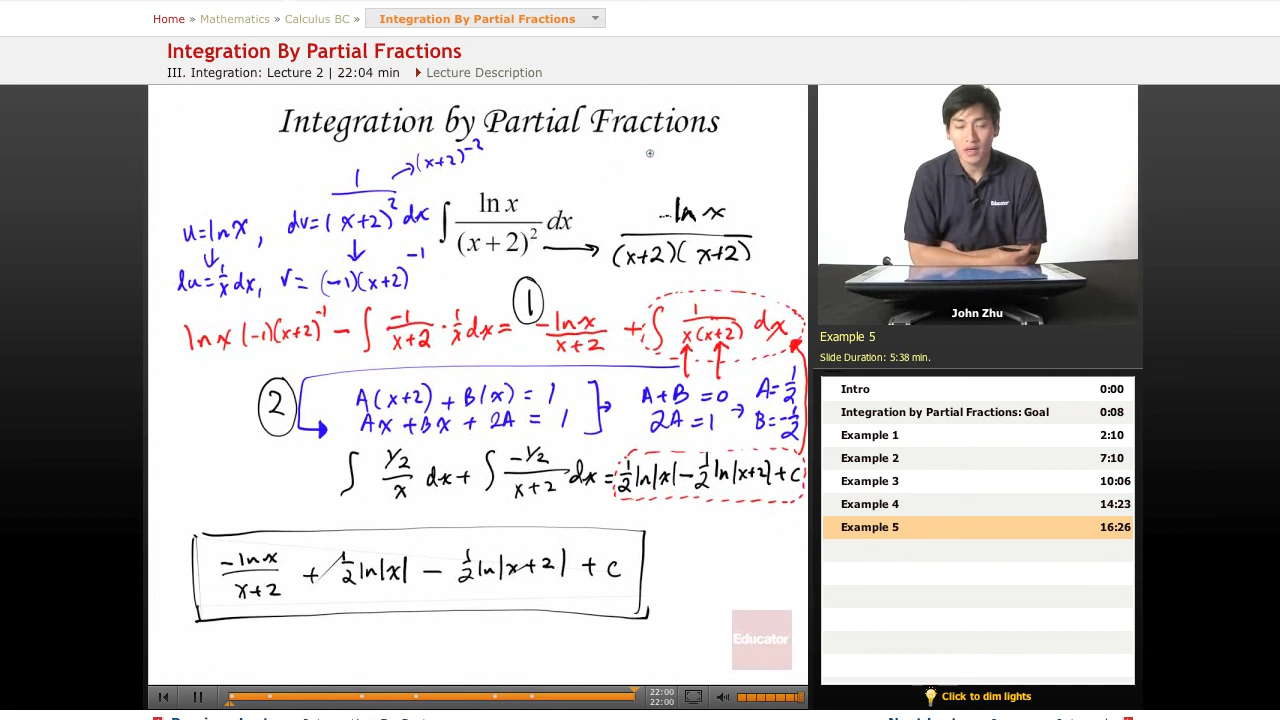 Home » Mathematics » Calculus BC » Integration By Partial Fractions
Integration By Partial Fractions
III. Integration: Lecture 2 | 22:04 min Lecture Description
Integration by Partial Fractions
1 → (x+2)^-2
u = ln x, dv = (x+2)^2 dx ∫ ln x / (x + 2)^2 dx → -ln x / (x+2)(x+2)
↓ ↓
du = 1/x dx, v = (-1)(x+2)^-1
1
ln x (-1)(x+2)^-1 - ∫ -1/x+2 · 1/x dx = -ln x / x+2 + ∫ 1 / x(x+2) dx
2
A(x+2) + B(x) = 1 → A+B = 0 → A = 1/2
Ax + Bx + 2A = 1 2A = 1 B = -1/2
∫ 1/2 / x dx + ∫ -1/2 / x+2 dx = 1/2 ln|x| - 1/2 ln|x+2| + C
-ln x / x+2 + 1/2 ln|x| - 1/2 ln|x+2| + C
Educator
22:00
22:00
Educator
John Zhu
Example 5
Slide Duration: 5:38 min.
Intro 0:00
Integration by Partial Fractions: Goal 0:08
Example 1 2:10
Example 2 7:10
Example 3 10:06
Example 4 14:23
Example 5 16:26
Click to dim lights